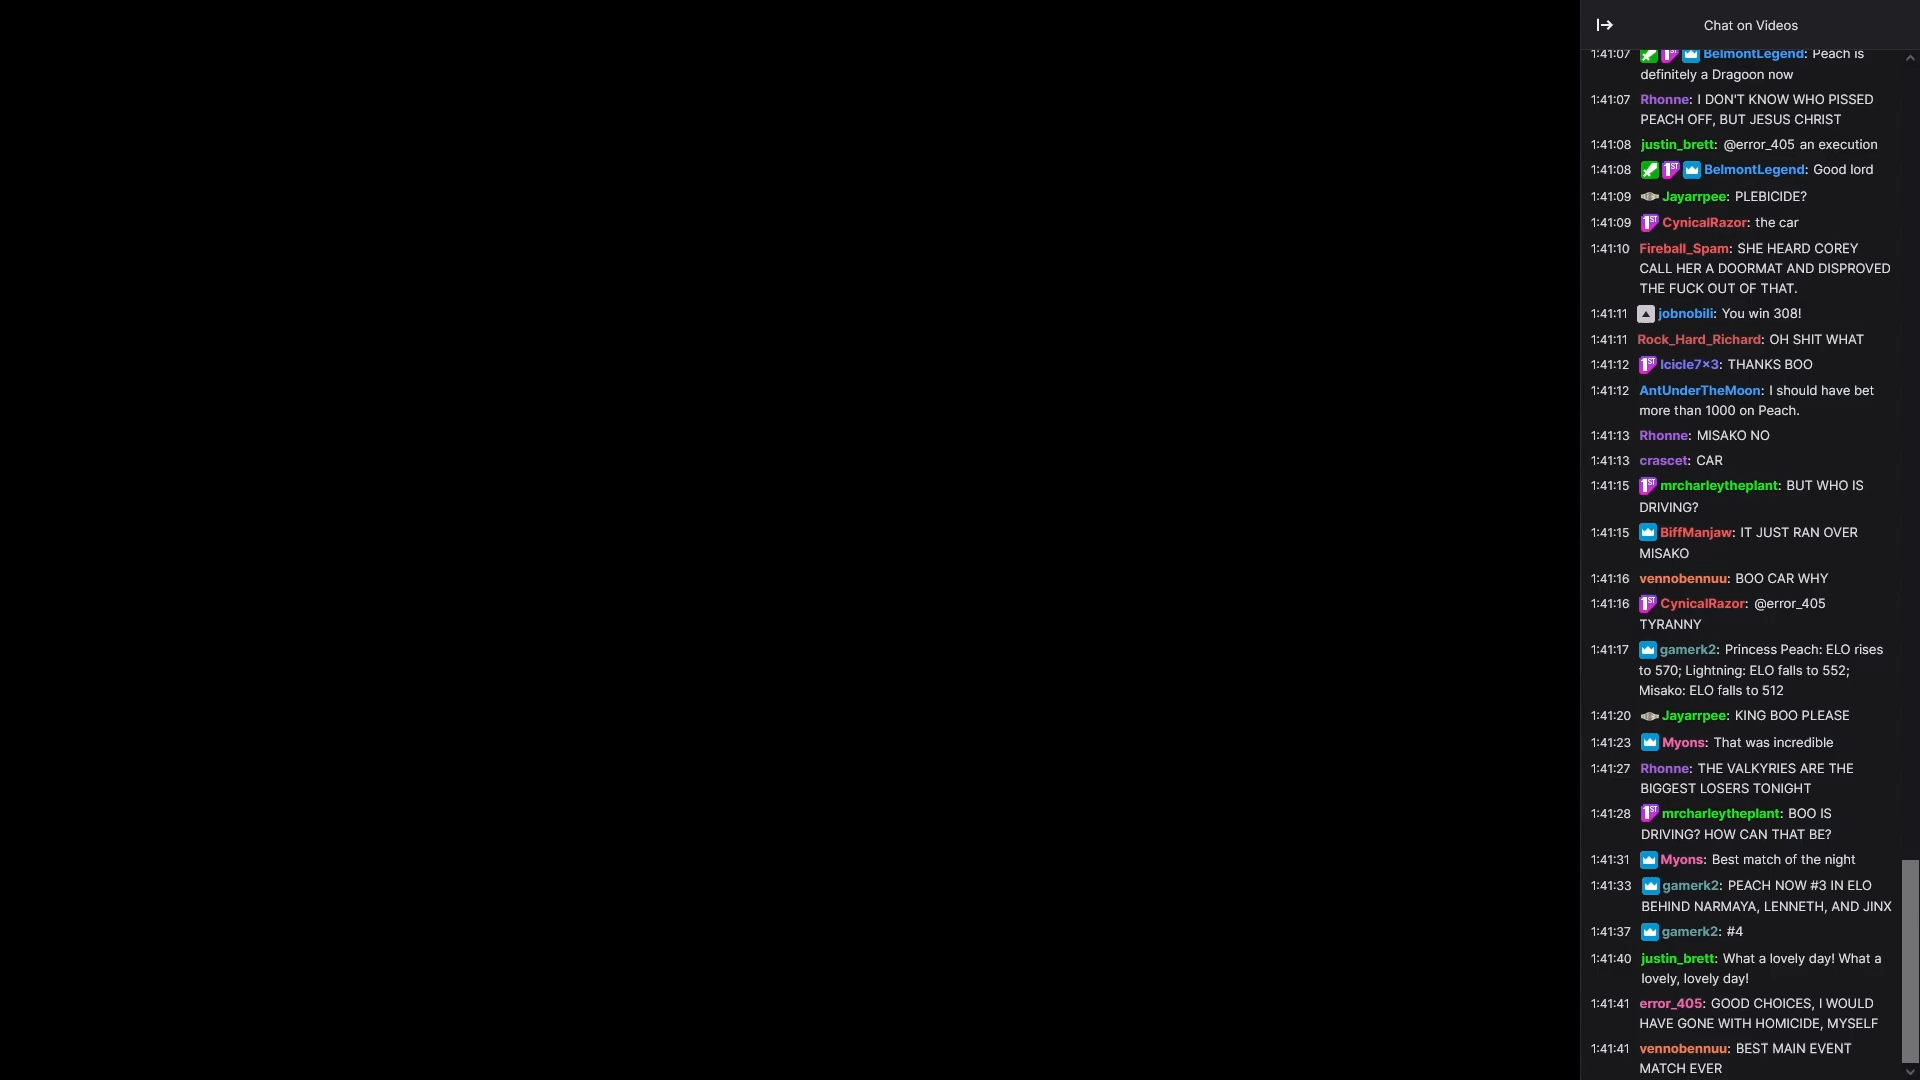 Chat on Videos
1:41:07 BelmontLegend: Peach is
definitely a Dragoon now
1:41:07 Rhonne: I DON'T KNOW WHO PISSED
PEACH OFF, BUT JESUS CHRIST
1:41:08 justin_brett: @error_405 an execution
1:41:08 1ST BelmontLegend: Good lord
1:41:09 Jayarrpee: PLEBICIDE?
1:41:09 1ST CynicalRazor: the car
1:41:10 Fireball_Spam: SHE HEARD COREY
CALL HER A DOORMAT AND DISPROVED
THE FUCK OUT OF THAT.
1:41:11 jobnobili: You win 308!
1:41:11 Rock_Hard_Richard: OH SHIT WHAT
1:41:12 1ST Icicle7x3: THANKS BOO
1:41:12 AntUnderTheMoon: I should have bet
more than 1000 on Peach.
1:41:13 Rhonne: MISAKO NO
1:41:13 crascet: CAR
1:41:15 1ST mrcharleytheplant: BUT WHO IS
DRIVING?
1:41:15 BiffManjaw: IT JUST RAN OVER
MISAKO
1:41:16 vennobennuu: BOO CAR WHY
1:41:16 1ST CynicalRazor: @error_405
TYRANNY
1:41:17 gamerk2: Princess Peach: ELO rises
to 570; Lightning: ELO falls to 552;
Misako: ELO falls to 512
1:41:20 Jayarrpee: KING BOO PLEASE
1:41:23 Myons: That was incredible
1:41:27 Rhonne: THE VALKYRIES ARE THE
BIGGEST LOSERS TONIGHT
1:41:28 1ST mrcharleytheplant: BOO IS
DRIVING? HOW CAN THAT BE?
1:41:31 Myons: Best match of the night
1:41:33 gamerk2: PEACH NOW #3 IN ELO
BEHIND NARMAYA, LENNETH, AND JINX
1:41:37 gamerk2: #4
1:41:40 justin_brett: What a lovely day! What a
lovely, lovely day!
1:41:41 error_405: GOOD CHOICES, I WOULD
HAVE GONE WITH HOMICIDE, MYSELF
1:41:41 vennobennuu: BEST MAIN EVENT
MATCH EVER